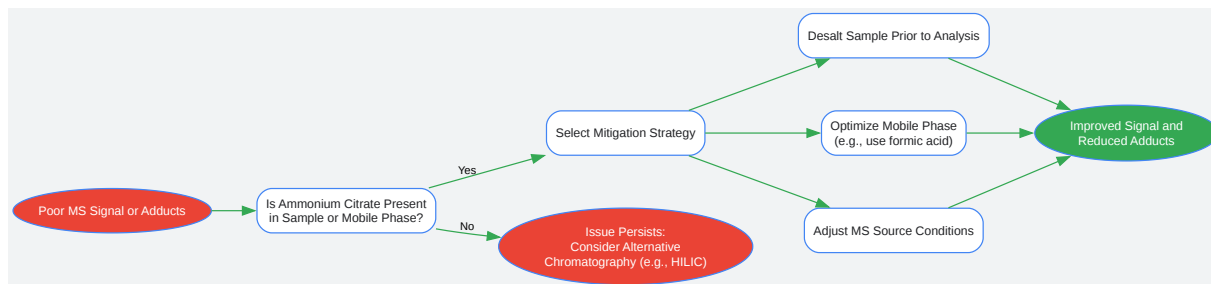 Poor MS Signal or Adducts
Is Ammonium Citrate Present
in Sample or Mobile Phase?
Yes
No
Select Mitigation Strategy
Issue Persists:
Consider Alternative
Chromatography (e.g., HILIC)
Desalt Sample Prior to Analysis
Optimize Mobile Phase
(e.g., use formic acid)
Adjust MS Source Conditions
Improved Signal and
Reduced Adducts